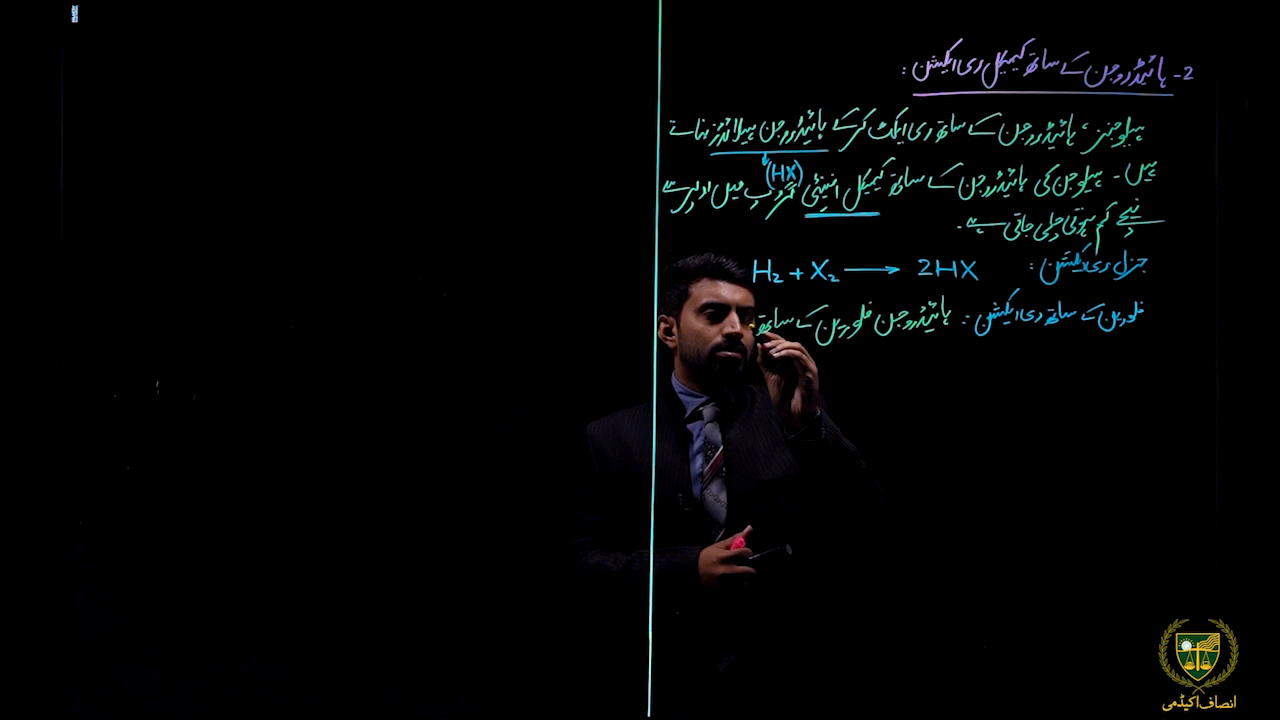 2- ہائیڈروجن کے ساتھ کیمیکل ری ایکشن:
ہیلوجنز، ہائیڈروجن کے ساتھ ری ایکٹ کر کے ہائیڈروجن ہیلائڈز بناتے
(HX)
ہیں۔ ہیلوجن کی ہائیڈروجن کے ساتھ کیمیکل افینیٹی گروپ میں اوپر سے
نیچے کم ہوتی چلی جاتی ہے۔
جنرل ری ایکشن: H₂ + X₂ ⟶ 2HX
فلورین کے ساتھ ری ایکشن: ہائیڈروجن فلورین کے ساتھ
انصاف اکیڈمی